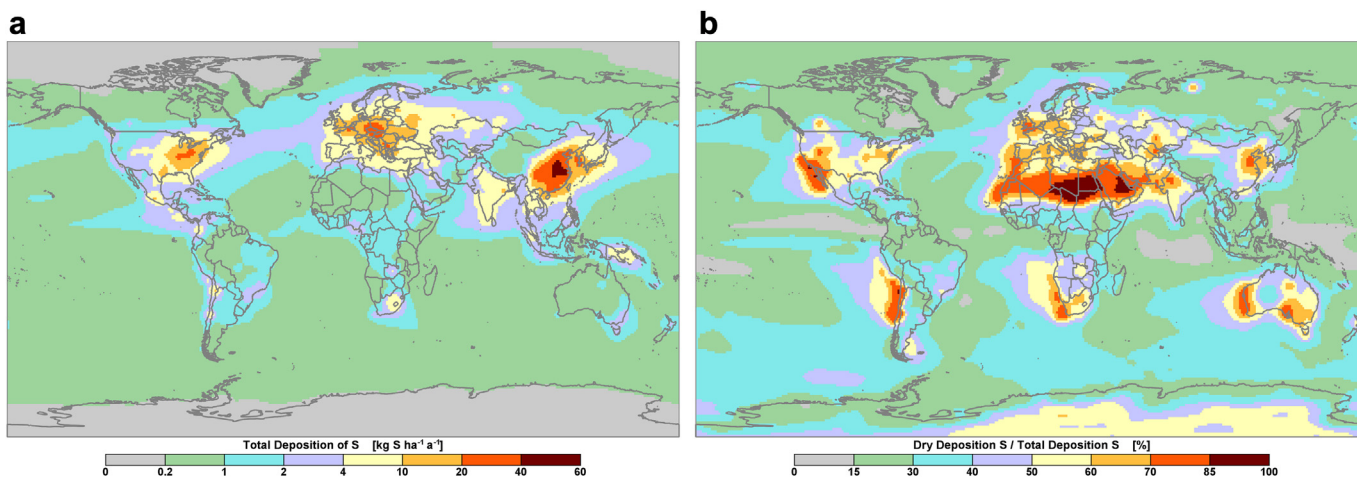 a
b
Total Deposition of S [kg S ha⁻¹ a⁻¹]
0 0.2 1 2 4 10 20 40 60
Dry Deposition S / Total Deposition S [%]
0 15 30 40 50 60 70 85 100